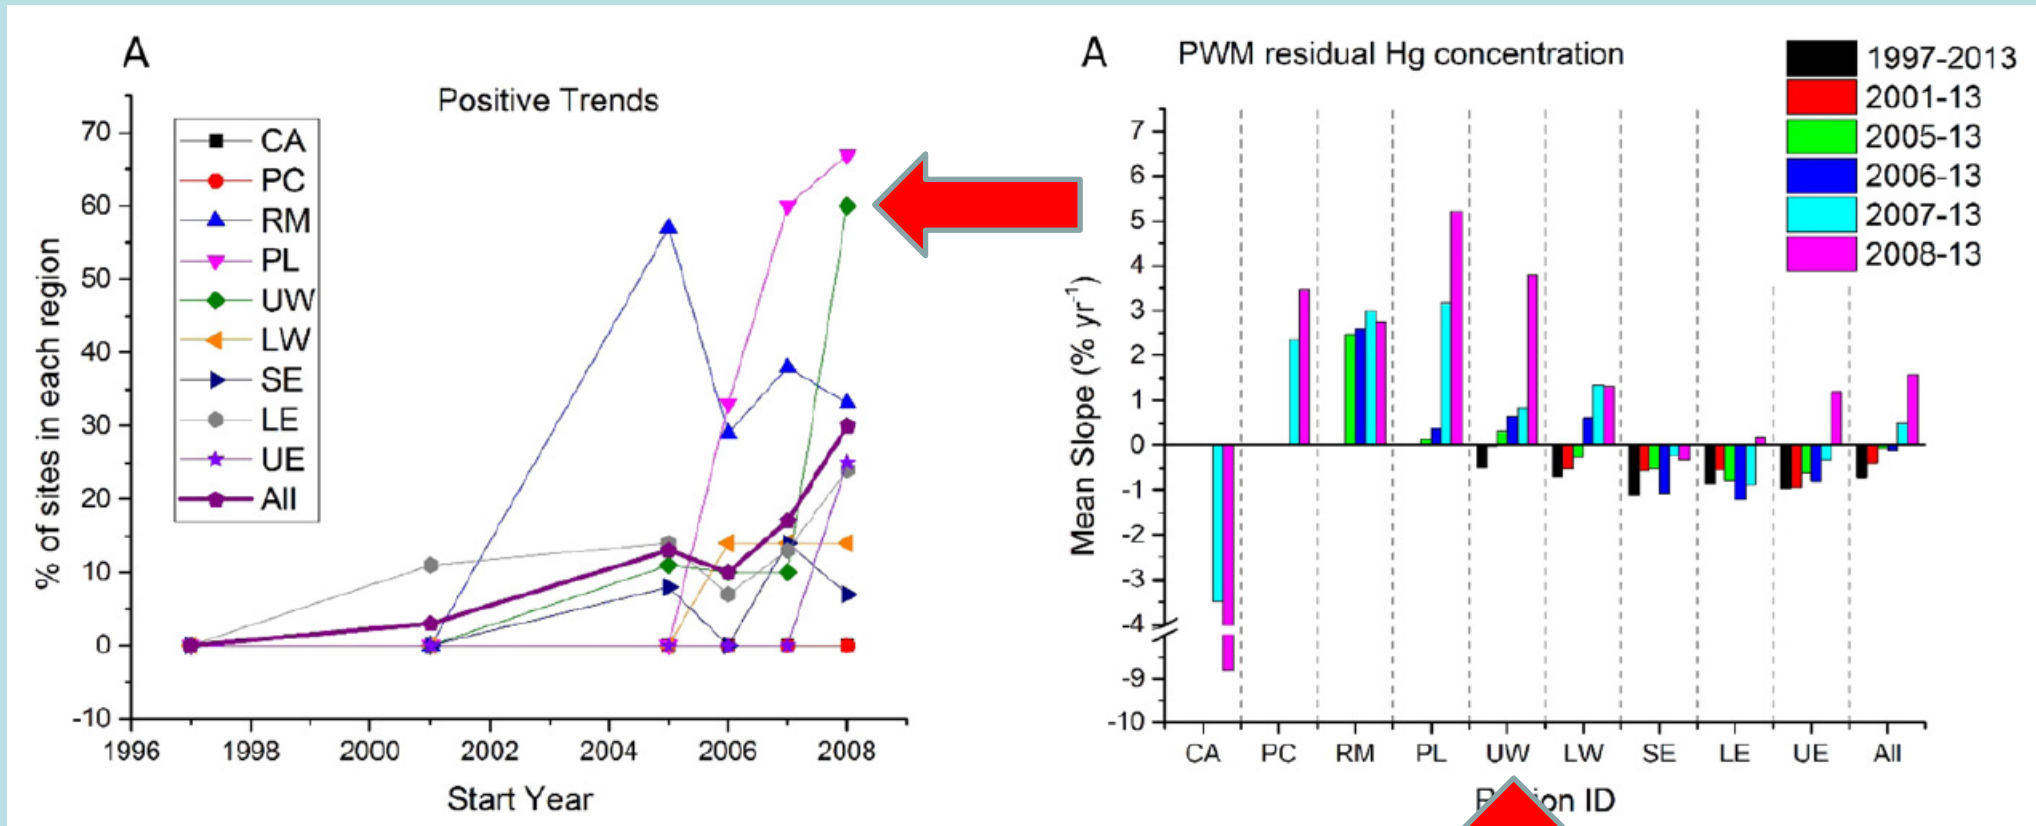 A
Positive Trends
% of sites in each region
70
60
50
40
30
20
10
0
-10
CA
PC
RM
PL
UW
LW
SE
LE
UE
All
1996 1998 2000 2002 2004 2006 2008
Start Year
A PWM residual Hg concentration
1997-2013
2001-13
2005-13
2006-13
2007-13
2008-13
Mean Slope (% yr⁻¹)
7
6
5
4
3
2
1
0
-1
-2
-3
-4
-9
-10
CA PC RM PL UW LW SE LE UE All
ID